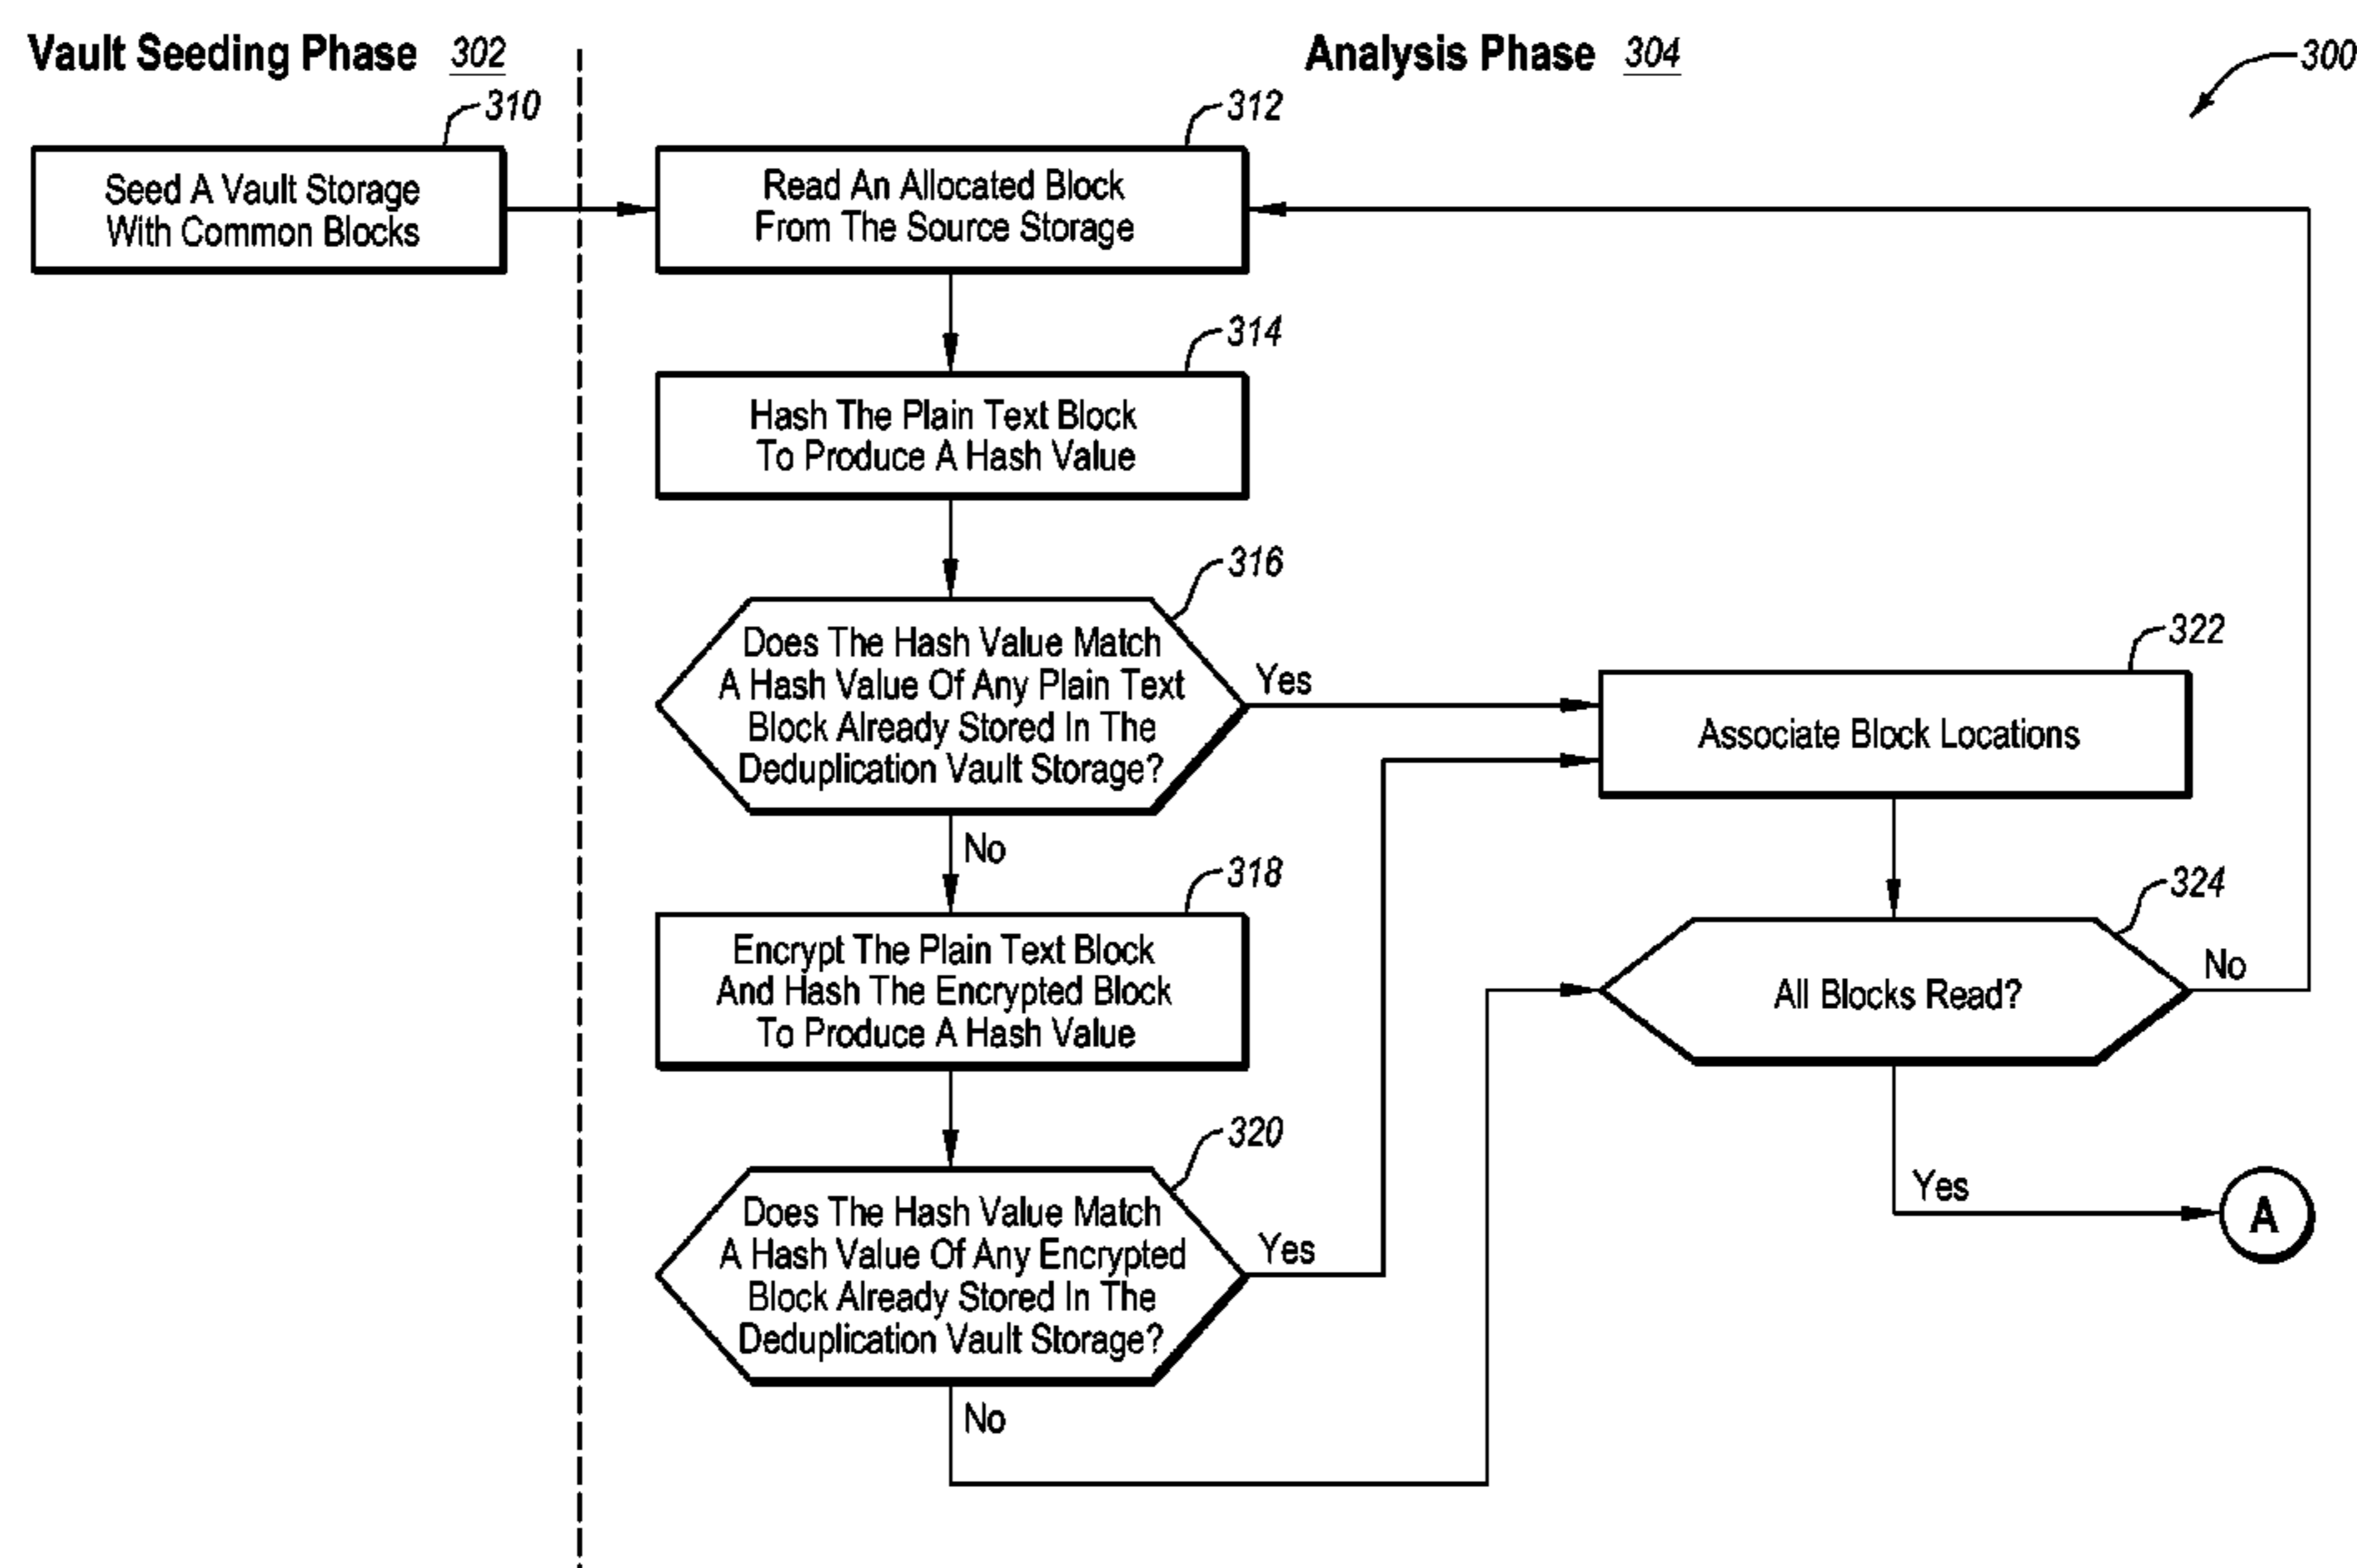 Vault Seeding Phase 302
Analysis Phase 304
300
310
Seed A Vault Storage
With Common Blocks
312
Read An Allocated Block
From The Source Storage
314
Hash The Plain Text Block
To Produce A Hash Value
316
Does The Hash Value Match
A Hash Value Of Any Plain Text
Block Already Stored In The
Deduplication Vault Storage?
Yes
No
318
Encrypt The Plain Text Block
And Hash The Encrypted Block
To Produce A Hash Value
320
Does The Hash Value Match
A Hash Value Of Any Encrypted
Block Already Stored In The
Deduplication Vault Storage?
Yes
No
322
Associate Block Locations
324
All Blocks Read?
No
Yes
A